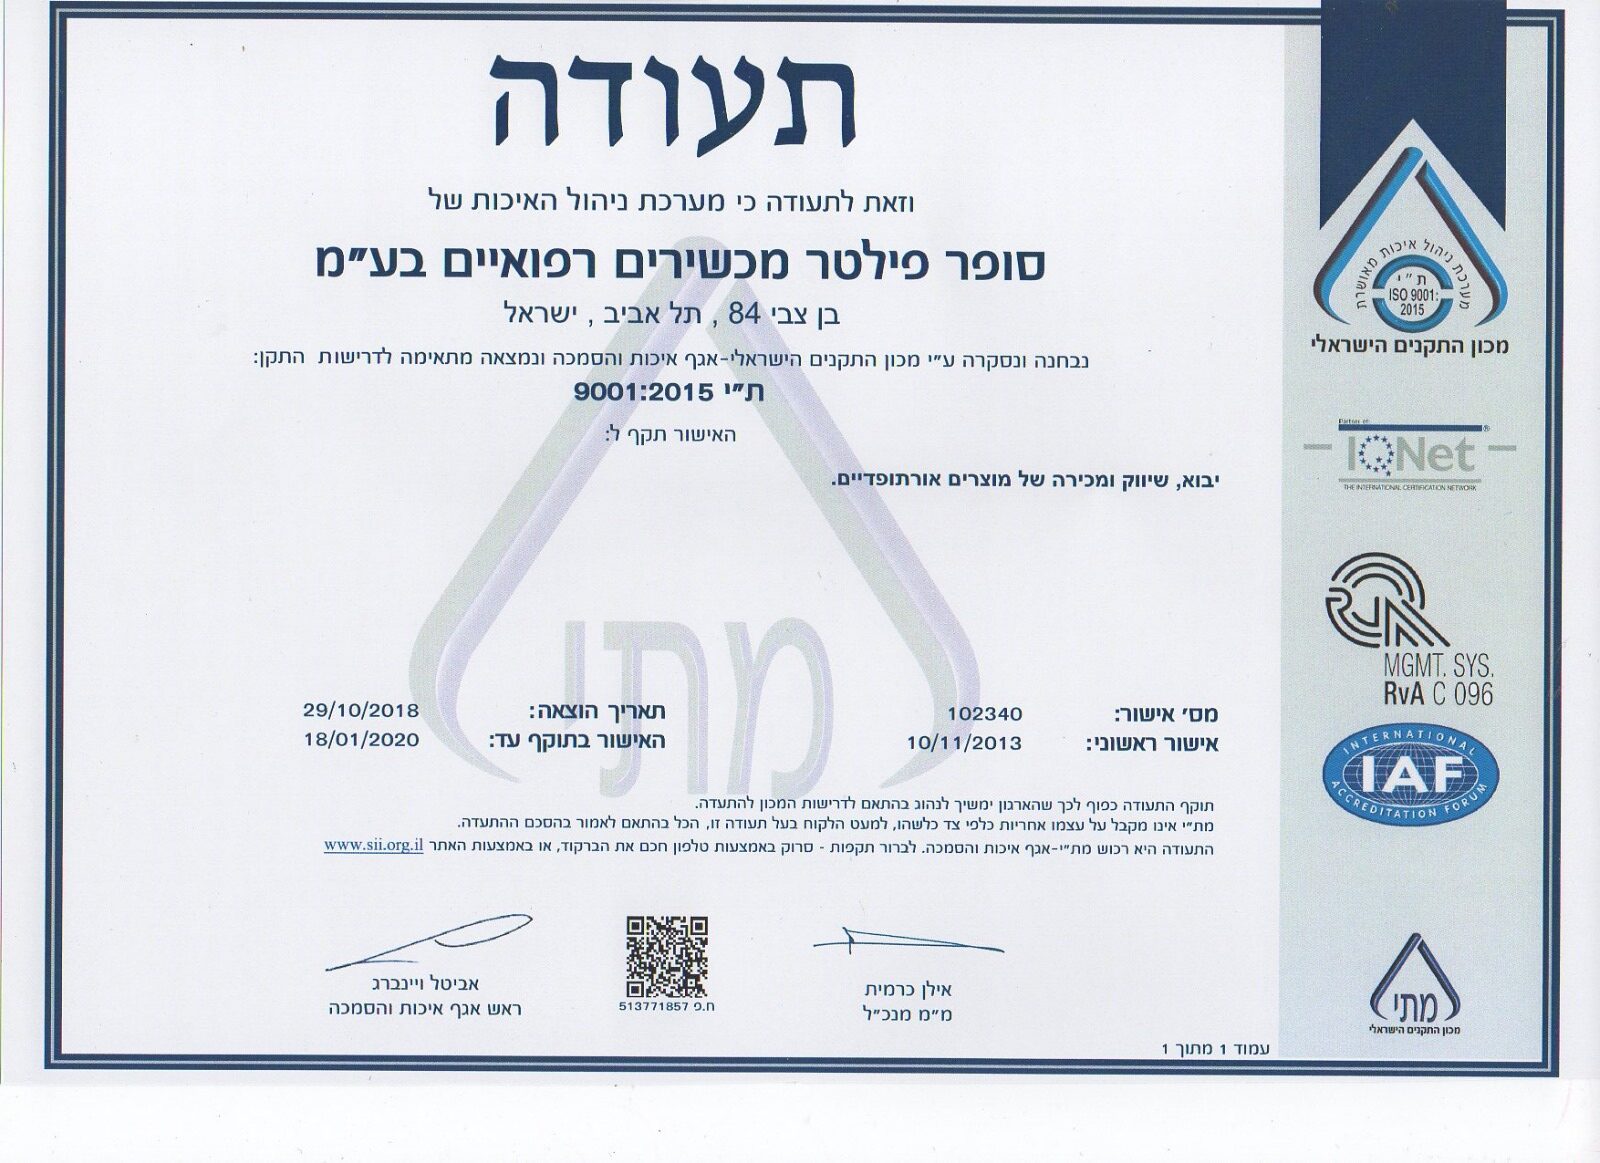 תעודה
וזאת לתעודה כי מערכת ניהול האיכות של
סופר פילטר מכשירים רפואיים בע״מ
בן צבי 84 , תל אביב , ישראל
נבחנה ונסקרה ע״י מכון התקנים הישראלי-אגף איכות והסמכה ונמצאה מתאימה לדרישות התקן:
ת״י 9001:2015
האישור תקף ל:
יבוא, שיווק ומכירה של מוצרים אורתופדיים.
מתי
מס׳ אישור: 102340
אישור ראשוני: 10/11/2013
תאריך הוצאה: 29/10/2018
האישור בתוקף עד: 18/01/2020
תוקף התעודה כפוף לכך שהארגון ימשיך לנהוג בהתאם לדרישות המכון להתעדה.
מת״י אינו מקבל על עצמו אחריות כלפי צד כלשהו, למעט הלקוח בעל תעודה זו, הכל בהתאם לאמור בהסכם ההתעדה.
התעודה היא רכוש מת״י-אגף איכות והסמכה. לברור תקפות - סרוק באמצעות טלפון חכם את הברקוד, או באמצעות האתר www.sii.org.il
אילן כרמית
מ״מ מנכ״ל
ח.פ 513771857
אביטל ויינברג
ראש אגף איכות והסמכה
עמוד 1 מתוך 1
מערכת ניהול איכות מאושרת
ת״י
ISO 9001:
2015
מכון התקנים הישראלי
Partner of
IQNet ®
THE INTERNATIONAL CERTIFICATION NETWORK
RvA
MGMT. SYS.
RvA C 096
INTERNATIONAL
IAF
ACCREDITATION FORUM
מתי
מכון התקנים הישראלי